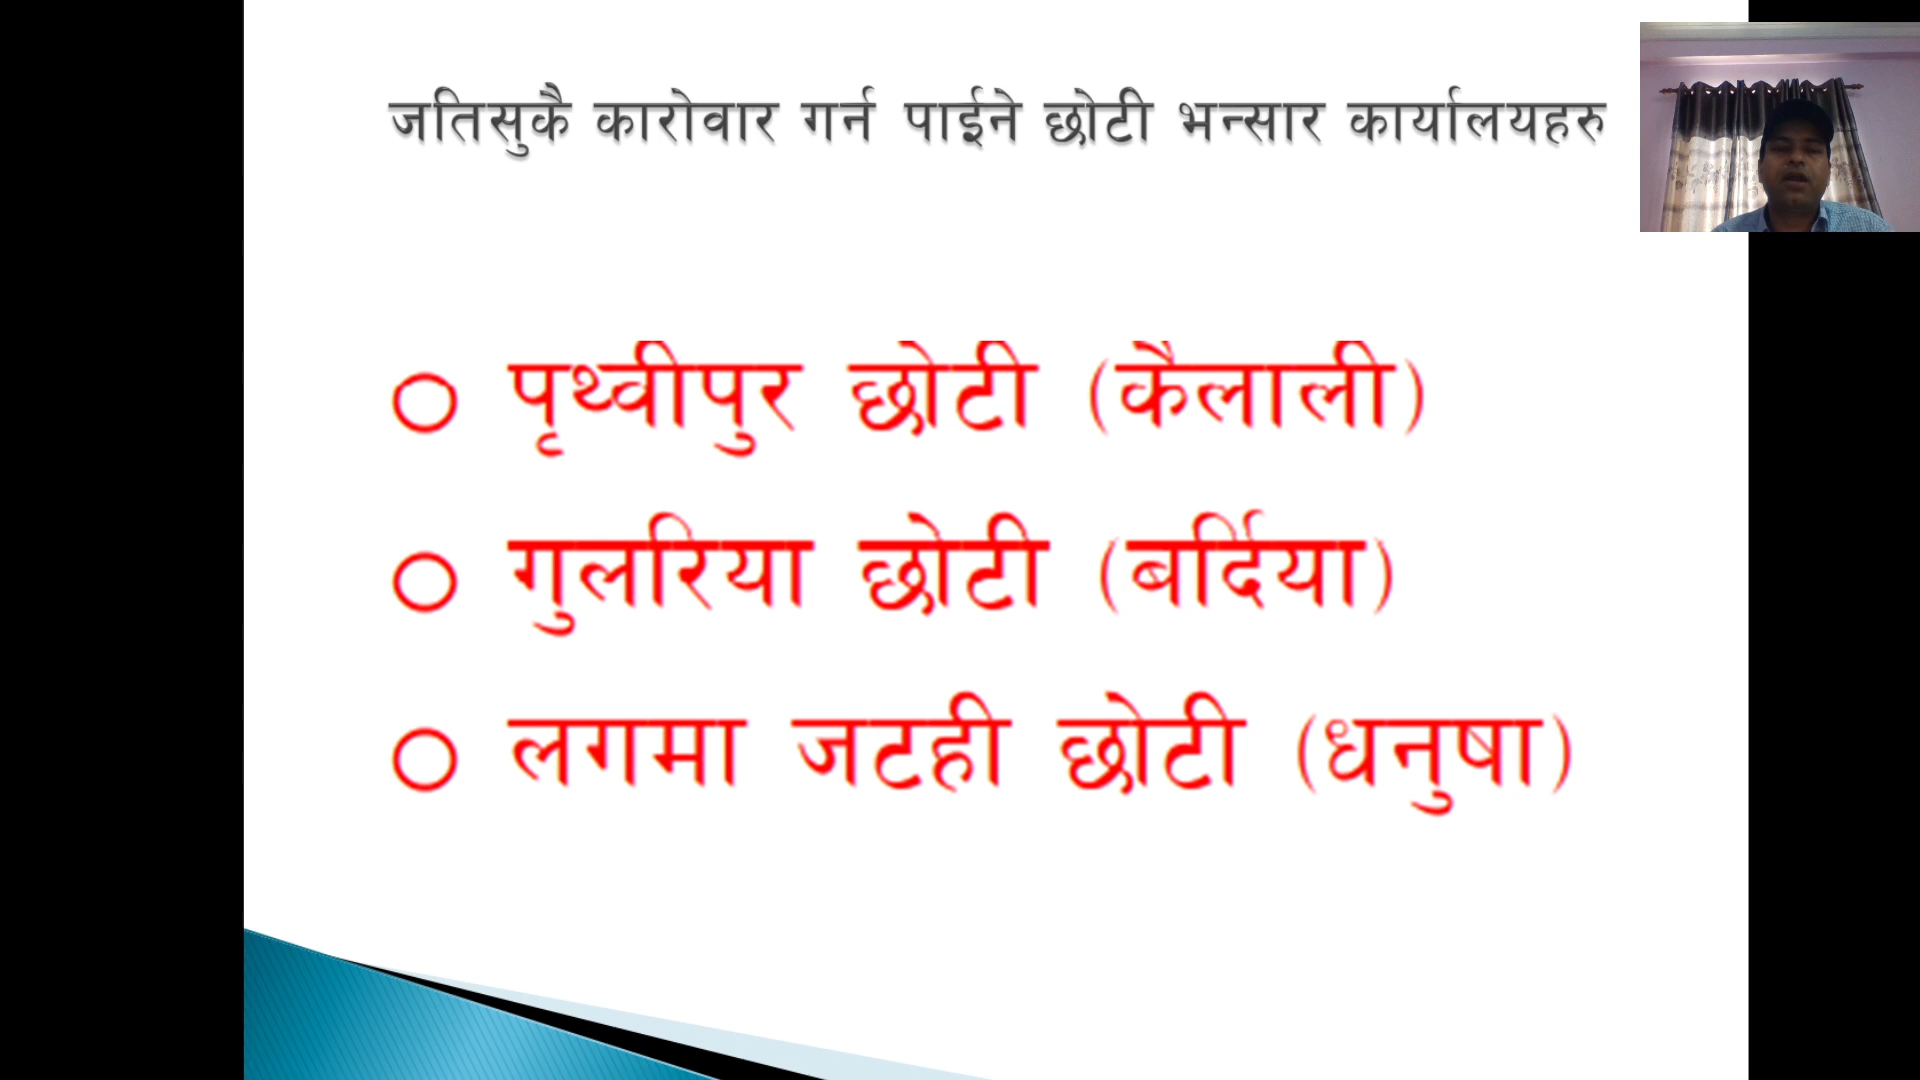 जतिसुकै कारोवार गर्न पाईने छोटी भन्सार कार्यालयहरु
पृथ्वीपुर छोटी (कैलाली)
गुलरिया छोटी (बर्दिया)
लगमा जटही छोटी (धनुषा)